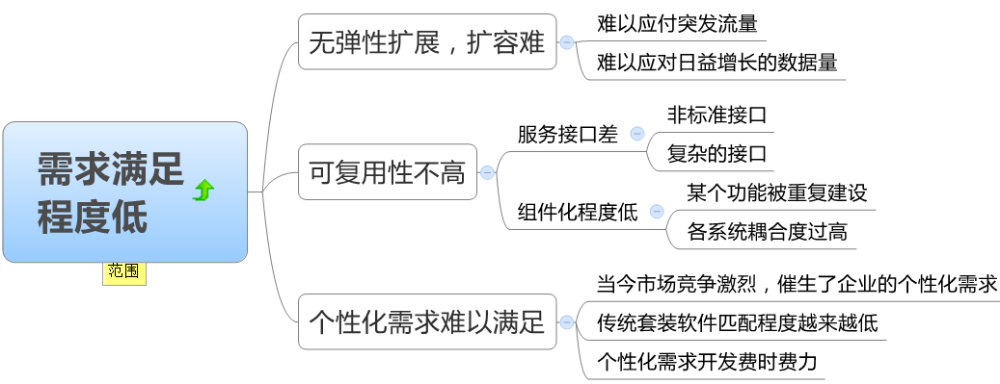 需求满足
程度低
范围
无弹性扩展，扩容难
难以应付突发流量
难以应对日益增长的数据量
可复用性不高
服务接口差
非标准接口
复杂的接口
组件化程度低
某个功能被重复建设
各系统耦合度过高
个性化需求难以满足
当今市场竞争激烈，催生了企业的个性化需求
传统套装软件匹配程度越来越低
个性化需求开发费时费力